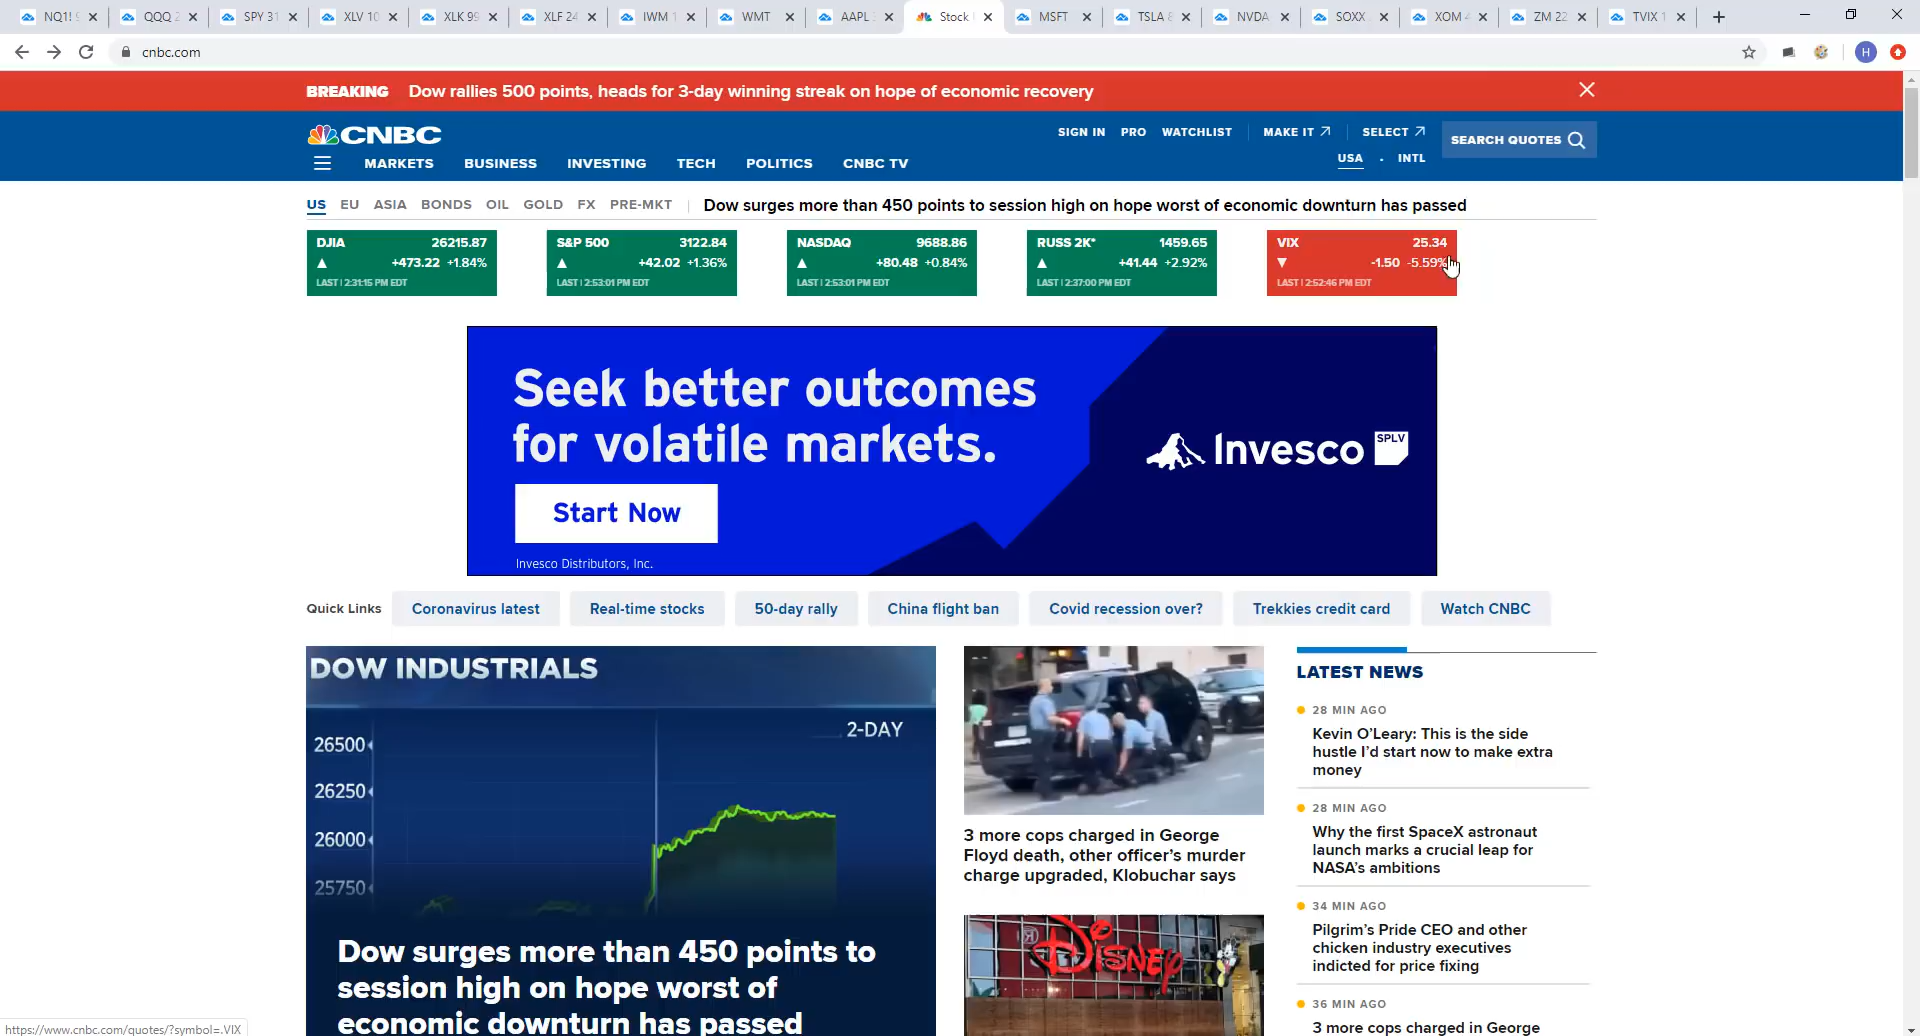 NQ1! 9
QQQ 2
SPY 31
XLV 10
XLK 99
XLF 24
IWM 1
WMT
AAPL
Stock
MSFT
TSLA 8
NVDA
SOXX
XOM 4
ZM 22
TVIX 1
cnbc.com
H
BREAKING Dow rallies 500 points, heads for 3-day winning streak on hope of economic recovery
CNBC
SIGN IN PRO WATCHLIST MAKE IT SELECT
SEARCH QUOTES
USA · INTL
MARKETS BUSINESS INVESTING TECH POLITICS CNBC TV
US EU ASIA BONDS OIL GOLD FX PRE-MKT
Dow surges more than 450 points to session high on hope worst of economic downturn has passed
DJIA 26215.87
▲ +473.22 +1.84%
LAST | 2:31:15 PM EDT
S&P 500 3122.84
▲ +42.02 +1.36%
LAST | 2:53:01 PM EDT
NASDAQ 9688.86
▲ +80.48 +0.84%
LAST | 2:53:01 PM EDT
RUSS 2K* 1459.65
▲ +41.44 +2.92%
LAST | 2:37:00 PM EDT
VIX 25.34
▼ -1.50 -5.59%
LAST | 2:52:46 PM EDT
Seek better outcomes
for volatile markets.
Start Now
Invesco Distributors, Inc.
Invesco SPLV
Quick Links Coronavirus latest Real-time stocks 50-day rally China flight ban Covid recession over? Trekkies credit card Watch CNBC
DOW INDUSTRIALS
2-DAY
26500
26250
26000
25750
Dow surges more than 450 points to
session high on hope worst of
economic downturn has passed
3 more cops charged in George
Floyd death, other officer's murder
charge upgraded, Klobuchar says
DISNEY
LATEST NEWS
28 MIN AGO
Kevin O'Leary: This is the side
hustle I'd start now to make extra
money
28 MIN AGO
Why the first SpaceX astronaut
launch marks a crucial leap for
NASA's ambitions
34 MIN AGO
Pilgrim's Pride CEO and other
chicken industry executives
indicted for price fixing
36 MIN AGO
3 more cops charged in George
https://www.cnbc.com/quotes/?symbol=.VIX